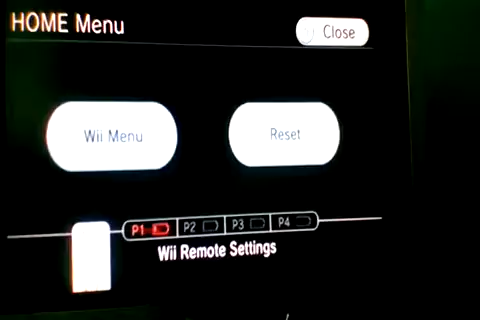 HOME Menu
Close
Wii Menu
Reset
P1 P2 P3 P4
Wii Remote Settings